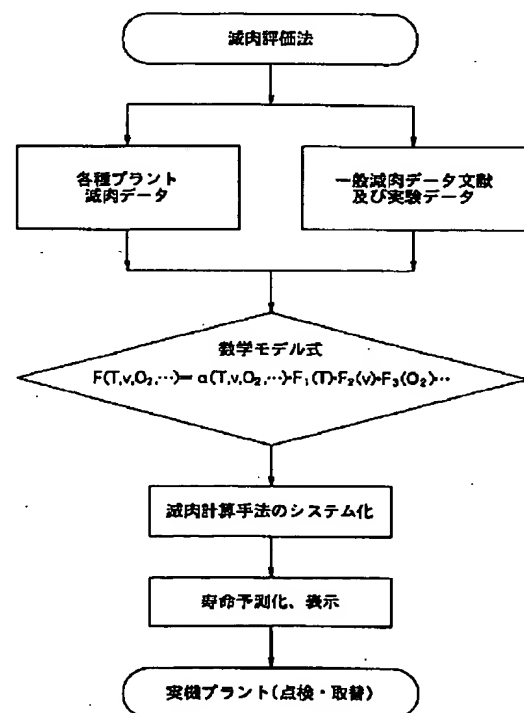 減肉評価法
各種プラント
減肉データ
一般減肉データ文献
及び実験データ
数学モデル式
F(T,v,O₂,…)= α(T,v,O₂,…)·F₁(T)·F₂(v)·F₃(O₂)…
減肉計算手法のシステム化
寿命予測化、表示
実機プラント(点検・取替)